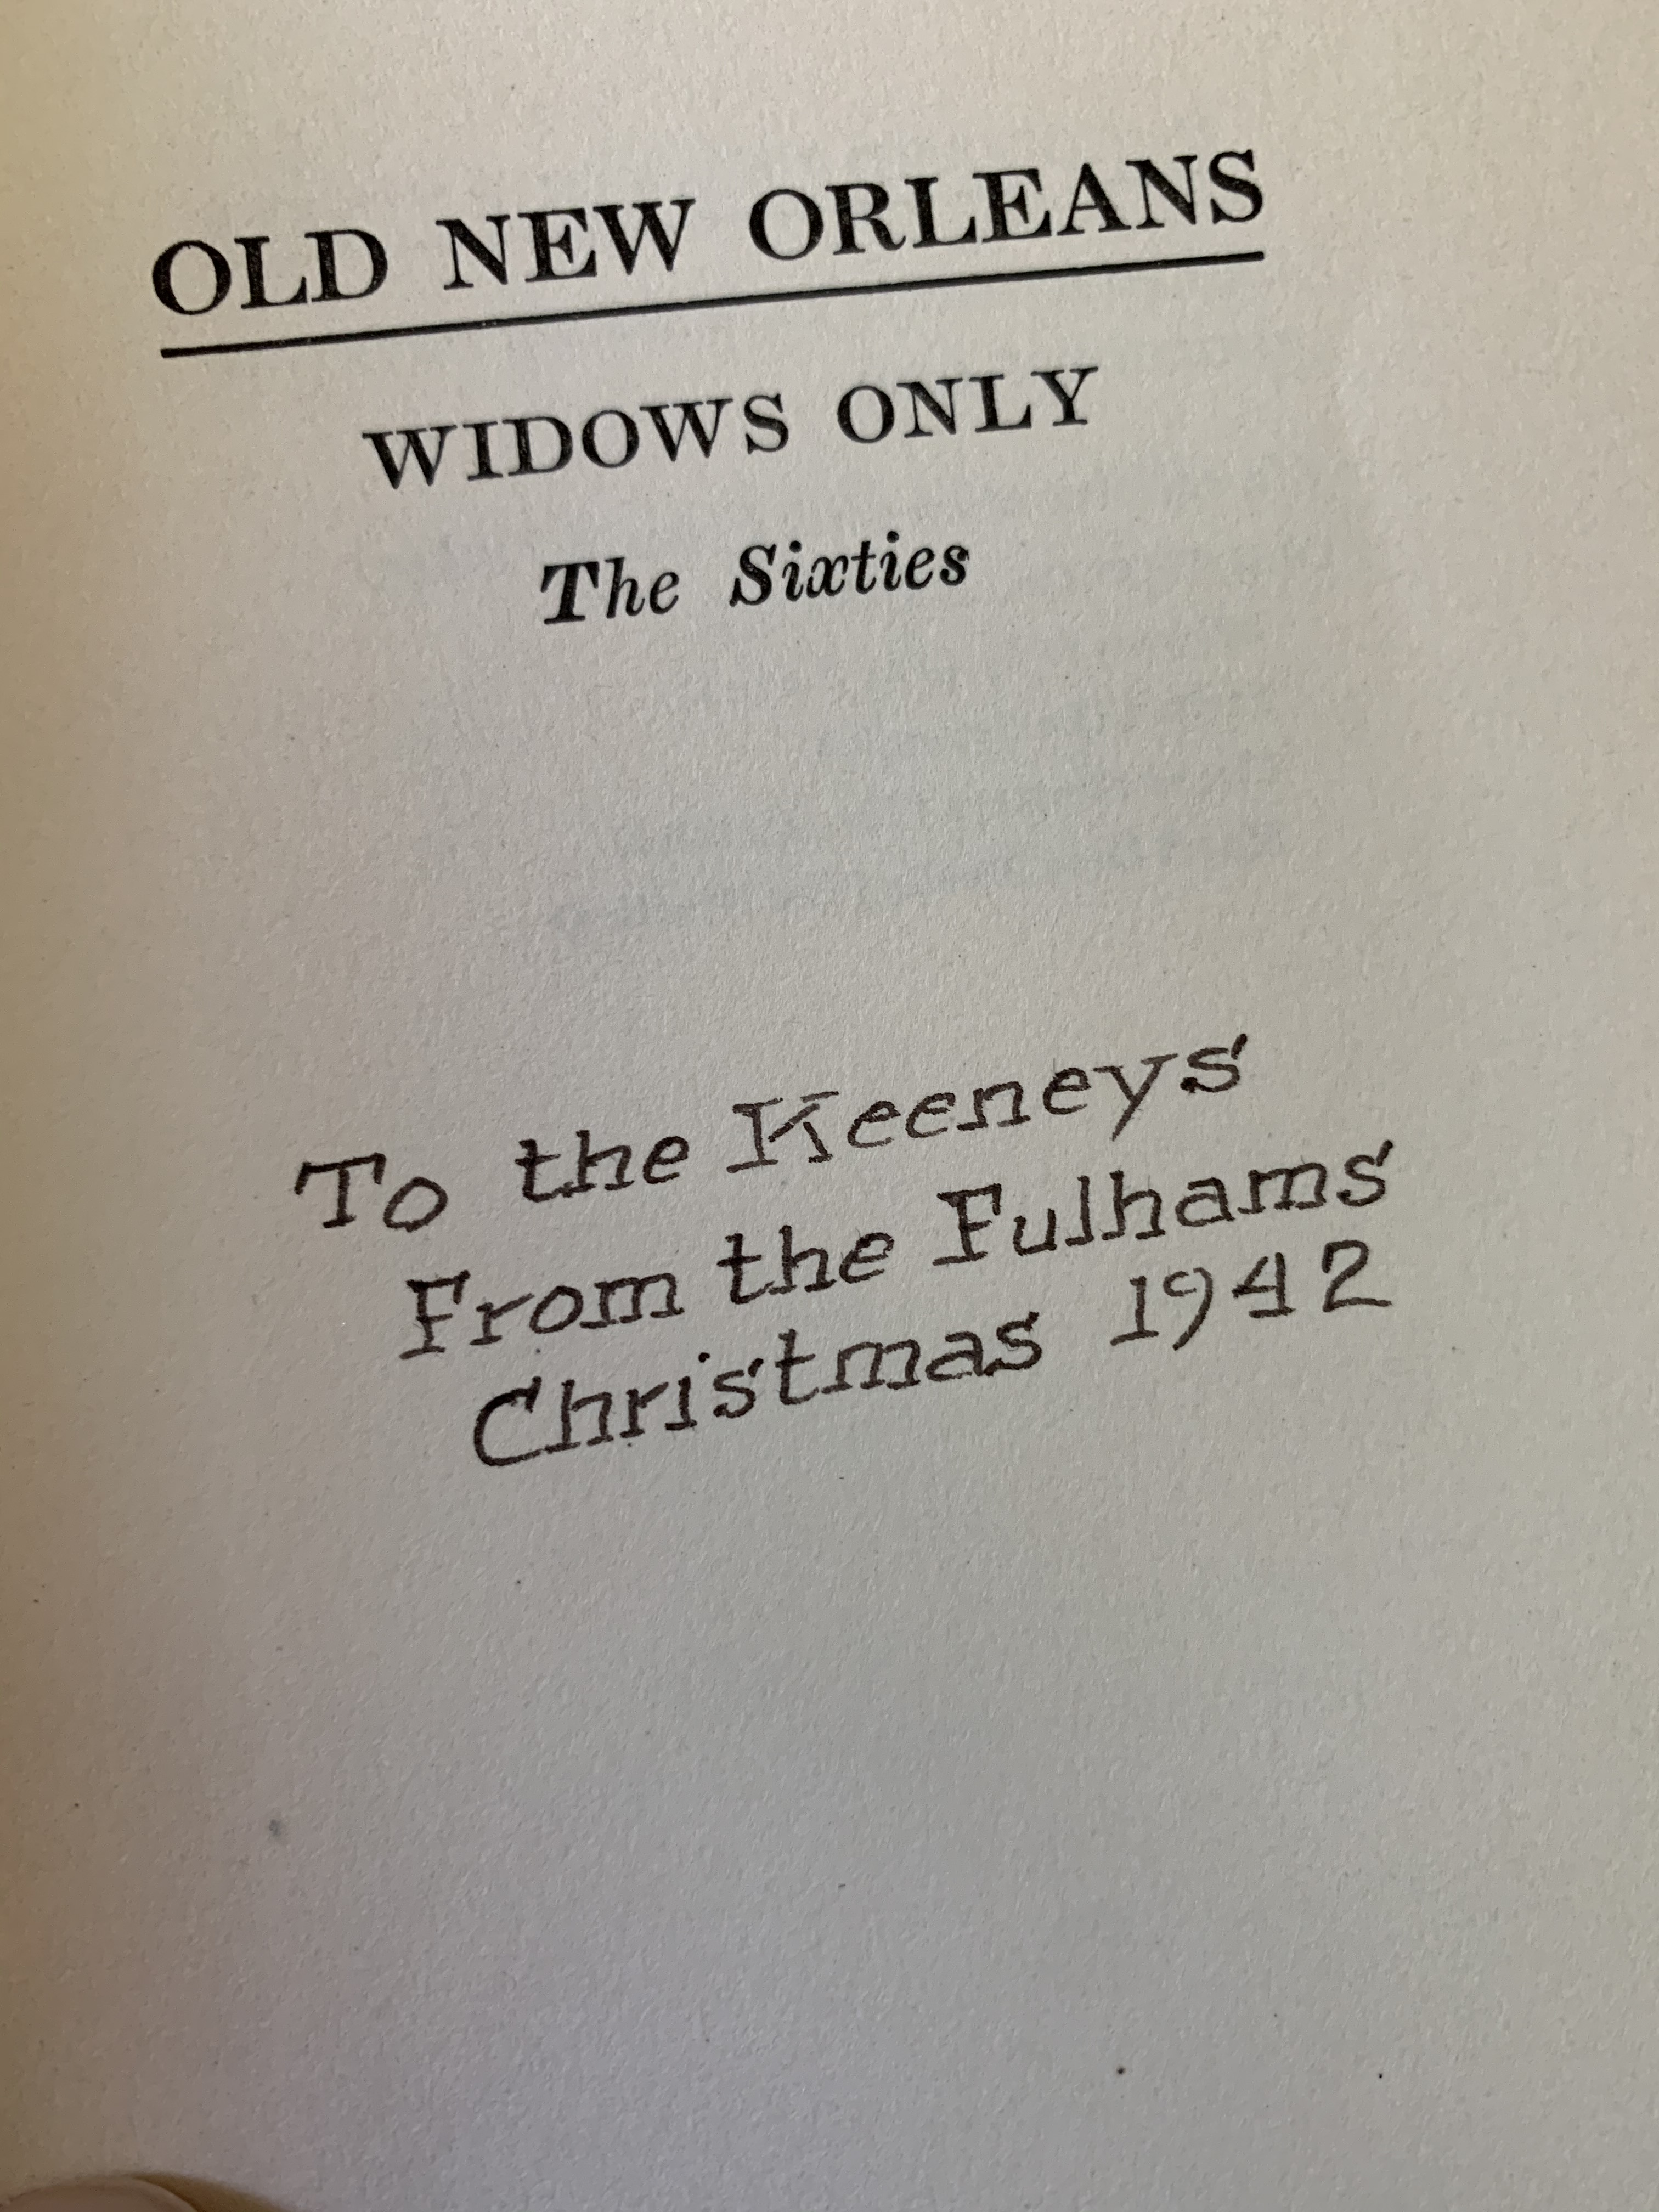 OLD NEW ORLEANS
WIDOWS ONLY
The Sixties
To the Keeneys
From the Fulhams
Christmas 1942